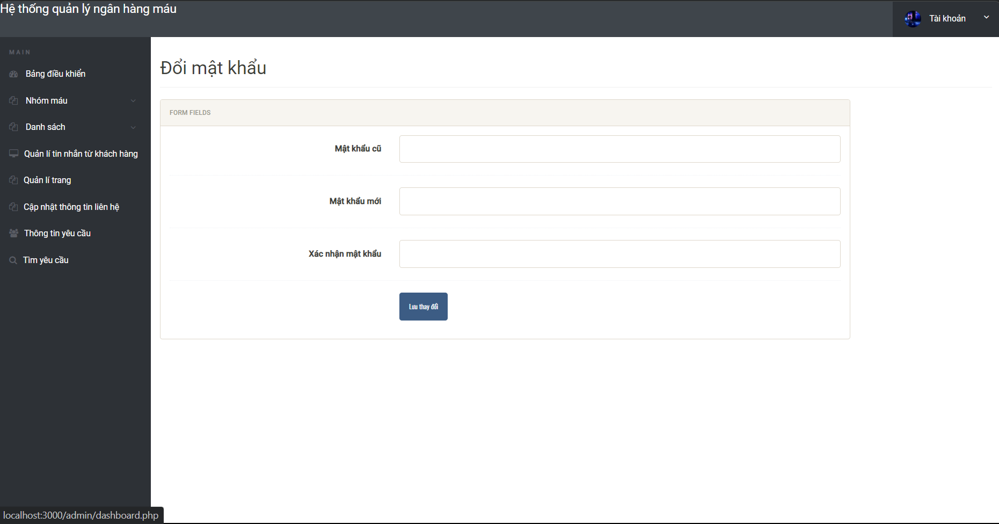 Hệ thống quản lý ngân hàng máu
Tài khoản
MAIN
Bảng điều khiển
Nhóm máu
Danh sách
Quản lí tin nhắn từ khách hàng
Quản lí trang
Cập nhật thông tin liên hệ
Thông tin yêu cầu
Tìm yêu cầu
Đổi mật khẩu
FORM FIELDS
Mật khẩu cũ
Mật khẩu mới
Xác nhận mật khẩu
Lưu thay đổi
localhost:3000/admin/dashboard.php